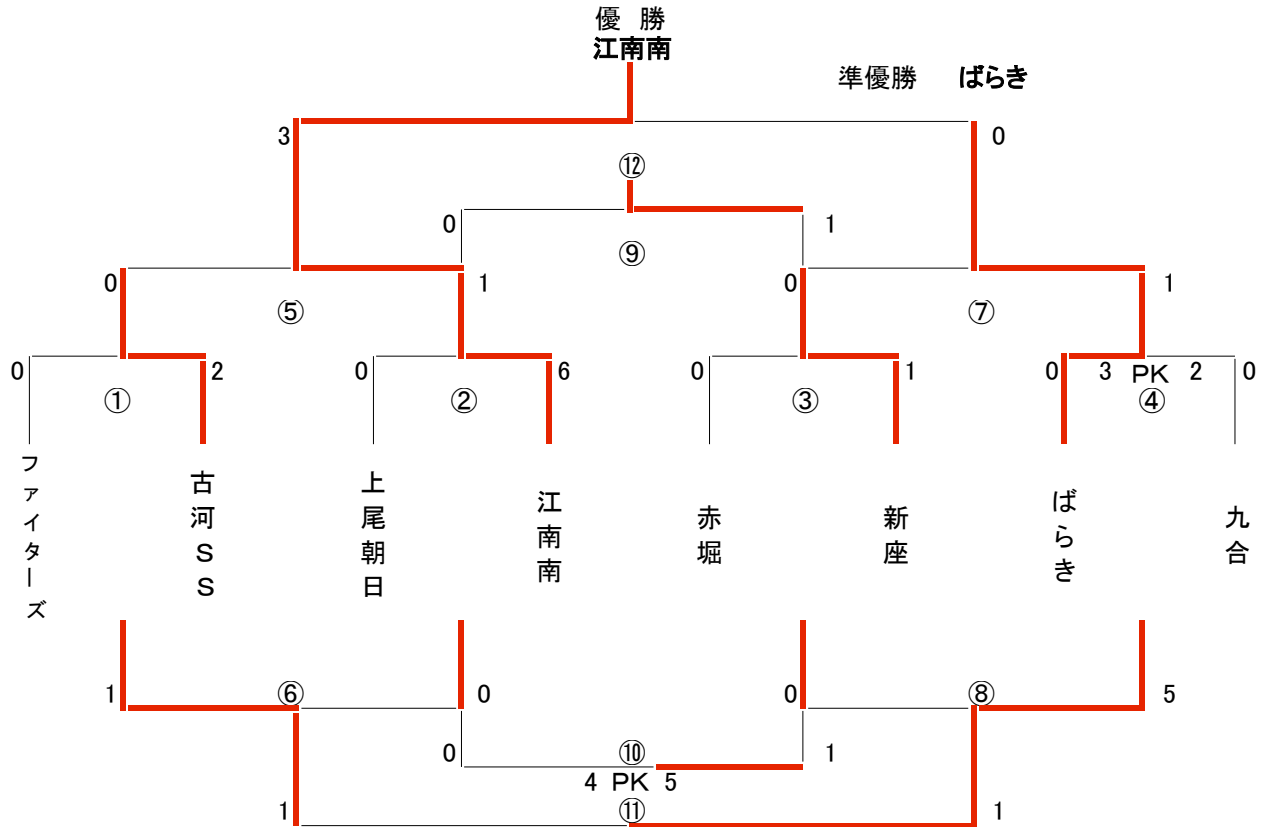 優 勝
江南南
準優勝 ばらき
3 0
⑫
0 1
⑨
0 1 0 1
⑤ ⑦
0 2 0 6 0 1 0 3 PK 2 0
① ② ③ ④
ファイターズ
古河SS
上尾朝日
江南南
赤堀
新座
ばらき
九合
1 ⑥ 0 0 ⑧ 5
0 ⑩ 1
4 PK 5
1 ⑪ 1